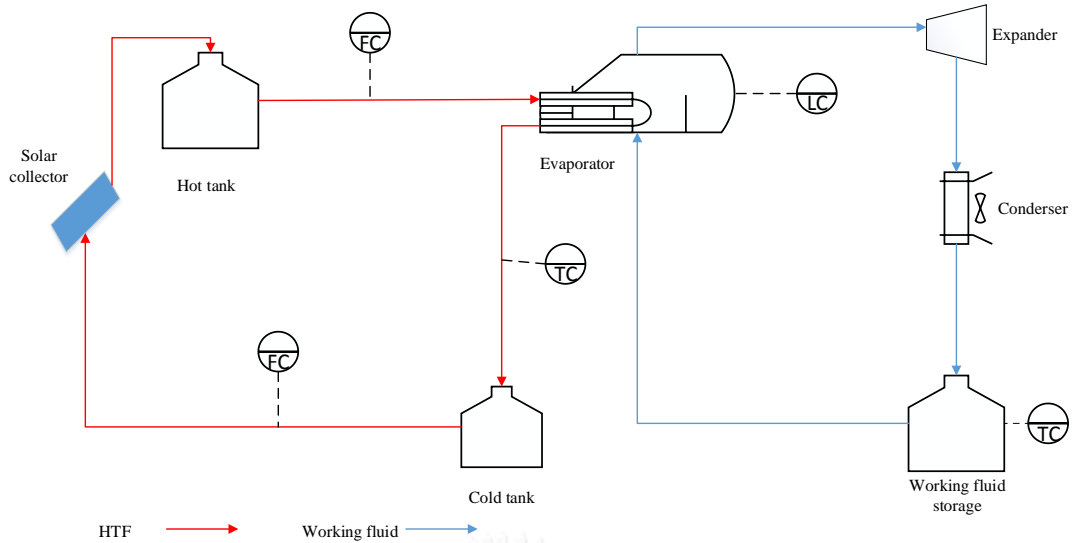 FC
Expander
LC
Evaporator
Solar
collector
Hot tank
Conderser
TC
FC
TC
Cold tank
Working fluid
storage
HTF
Working fluid